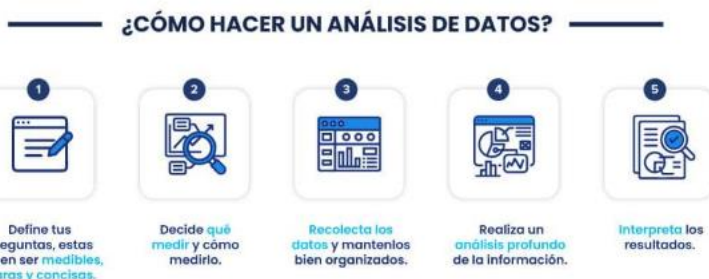 ¿CÓMO HACER UN ANÁLISIS DE DATOS?
1
2
3
4
5
Define tus
eguntas, estas
en ser medibles,
aras y concisas.
Decide qué
medir y cómo
medirlo.
Recolecta los
datos y mantenlos
bien organizados.
Realiza un
análisis profundo
de la información.
Interpreta los
resultados.